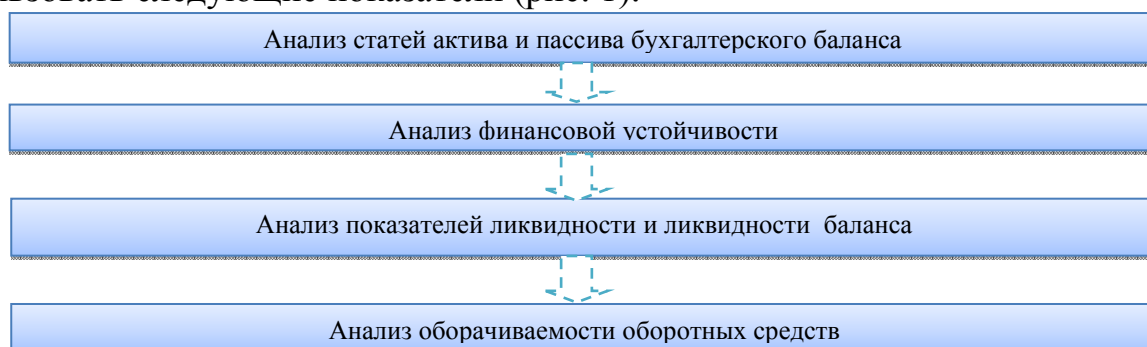 следующие показатели (рис. 1):
Анализ статей актива и пассива бухгалтерского баланса
Анализ финансовой устойчивости
Анализ показателей ликвидности и ликвидности баланса
Анализ оборачиваемости оборотных средств